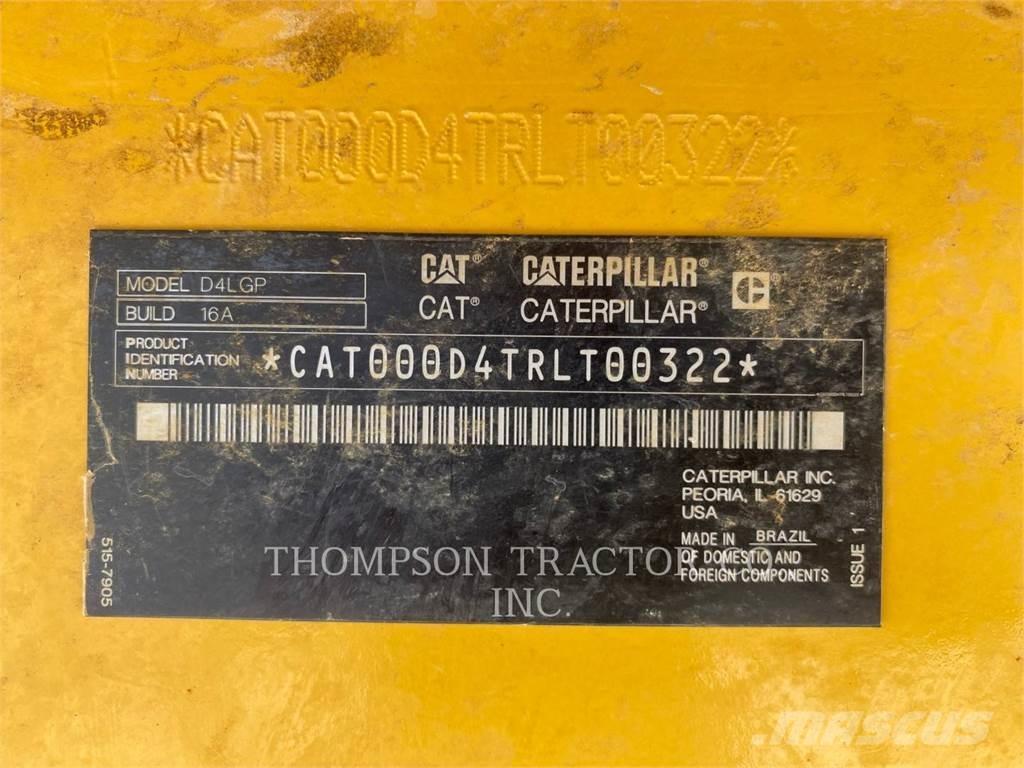 *CAT000D4TRLT00322*
MODEL D4LGP
BUILD 16A
CAT® CATERPILLAR®
CAT® CATERPILLAR®
PRODUCT
IDENTIFICATION
NUMBER
*CAT000D4TRLT00322*
CATERPILLAR INC.
PEORIA, IL 61629
USA
MADE IN BRAZIL
OF DOMESTIC AND
FOREIGN COMPONENTS
515-7905
ISSUE 1
THOMPSON TRACTOR CO
INC.
MASCUS